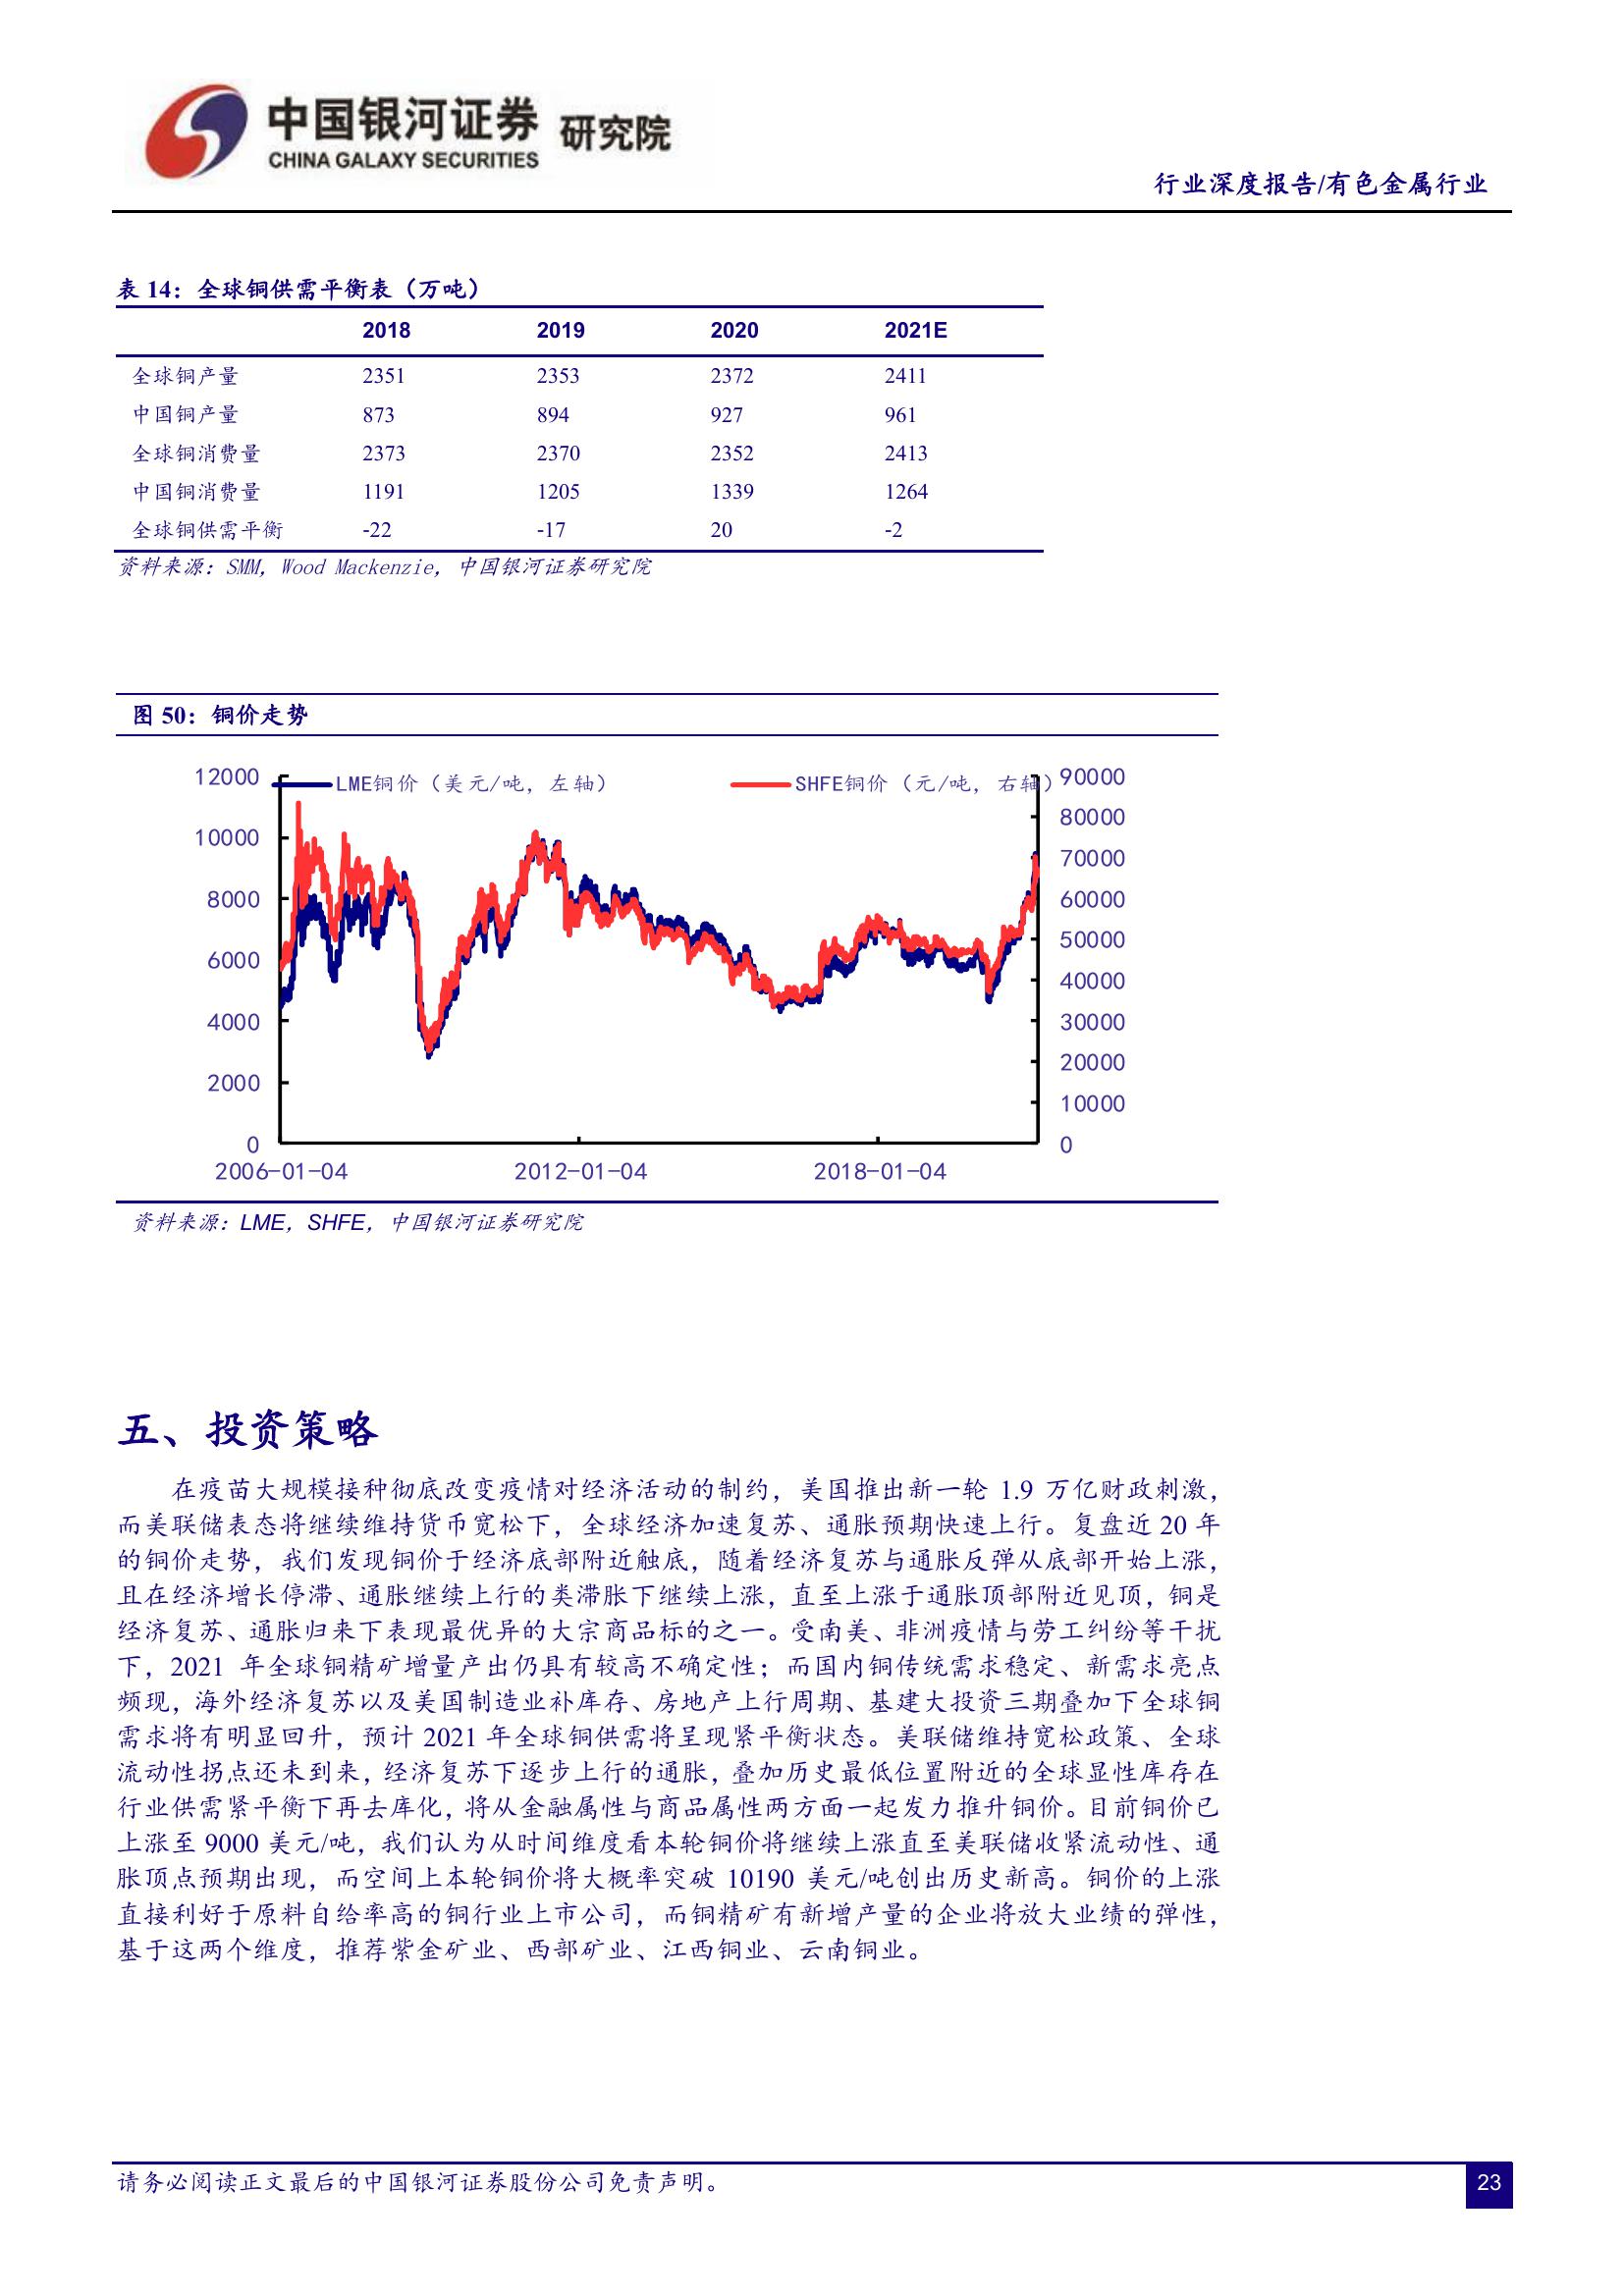 中国银河证券 研究院
CHINA GALAXY SECURITIES
行业深度报告/有色金属行业
表 14：全球铜供需平衡表（万吨）
2018 2019 2020 2021E
全球铜产量 2351 2353 2372 2411
中国铜产量 873 894 927 961
全球铜消费量 2373 2370 2352 2413
中国铜消费量 1191 1205 1339 1264
全球铜供需平衡 -22 -17 20 -2
资料来源：SMM，Wood Mackenzie，中国银河证券研究院
图 50：铜价走势
LME铜价（美元/吨，左轴） SHFE铜价（元/吨，右轴）
12000 90000
80000
10000
70000
8000 60000
50000
6000
40000
4000 30000
20000
2000
10000
0 0
2006-01-04 2012-01-04 2018-01-04
资料来源：LME，SHFE，中国银河证券研究院
五、投资策略
在疫苗大规模接种彻底改变疫情对经济活动的制约，美国推出新一轮 1.9 万亿财政刺激，
而美联储表态将继续维持货币宽松下，全球经济加速复苏、通胀预期快速上行。复盘近 20 年
的铜价走势，我们发现铜价于经济底部附近触底，随着经济复苏与通胀反弹从底部开始上涨，
且在经济增长停滞、通胀继续上行的类滞胀下继续上涨，直至上涨于通胀顶部附近见顶，铜是
经济复苏、通胀归来下表现最优异的大宗商品标的之一。受南美、非洲疫情与劳工纠纷等干扰
下，2021 年全球铜精矿增量产出仍具有较高不确定性；而国内铜传统需求稳定、新需求亮点
频现，海外经济复苏以及美国制造业补库存、房地产上行周期、基建大投资三期叠加下全球铜
需求将有明显回升，预计 2021 年全球铜供需将呈现紧平衡状态。美联储维持宽松政策、全球
流动性拐点还未到来，经济复苏下逐步上行的通胀，叠加历史最低位置附近的全球显性库存在
行业供需紧平衡下再去库化，将从金融属性与商品属性两方面一起发力推升铜价。目前铜价已
上涨至 9000 美元/吨，我们认为从时间维度看本轮铜价将继续上涨直至美联储收紧流动性、通
胀顶点预期出现，而空间上本轮铜价将大概率突破 10190 美元/吨创出历史新高。铜价的上涨
直接利好于原料自给率高的铜行业上市公司，而铜精矿有新增产量的企业将放大业绩的弹性，
基于这两个维度，推荐紫金矿业、西部矿业、江西铜业、云南铜业。
请务必阅读正文最后的中国银河证券股份公司免责声明。
23